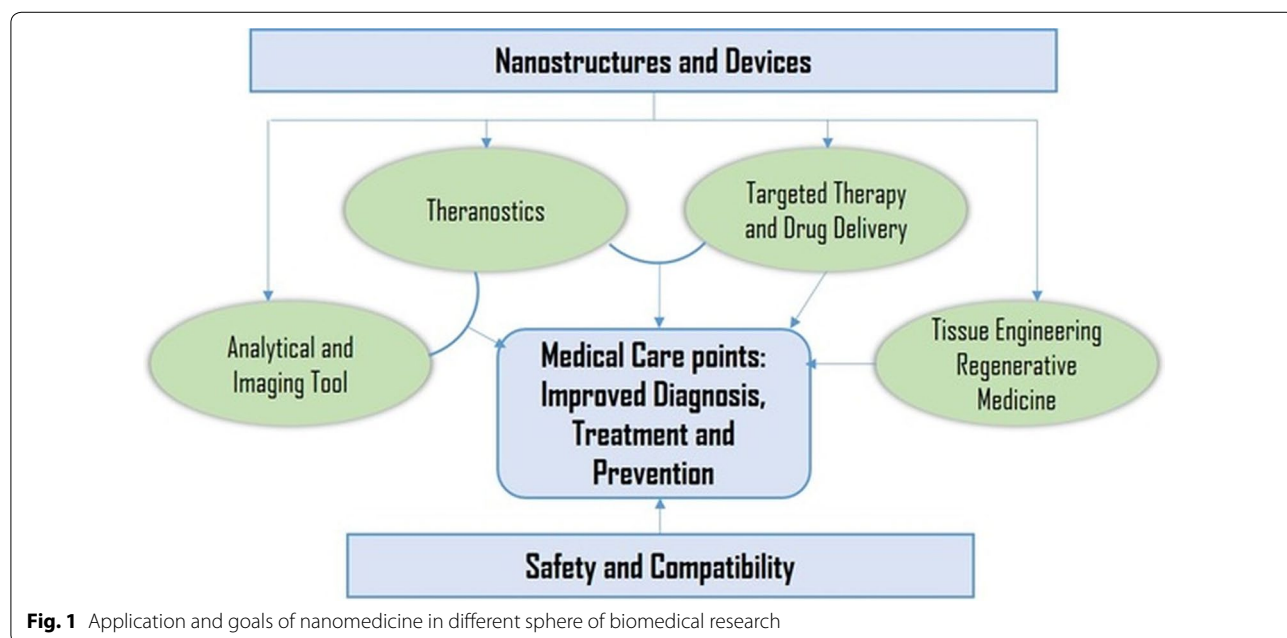 Nanostructures and Devices
Theranostics
Targeted Therapy
and Drug Delivery
Analytical and
Imaging Tool
Medical Care points:
Improved Diagnosis,
Treatment and
Prevention
Tissue Engineering
Regenerative
Medicine
Safety and Compatibility
Fig. 1 Application and goals of nanomedicine in different sphere of biomedical research